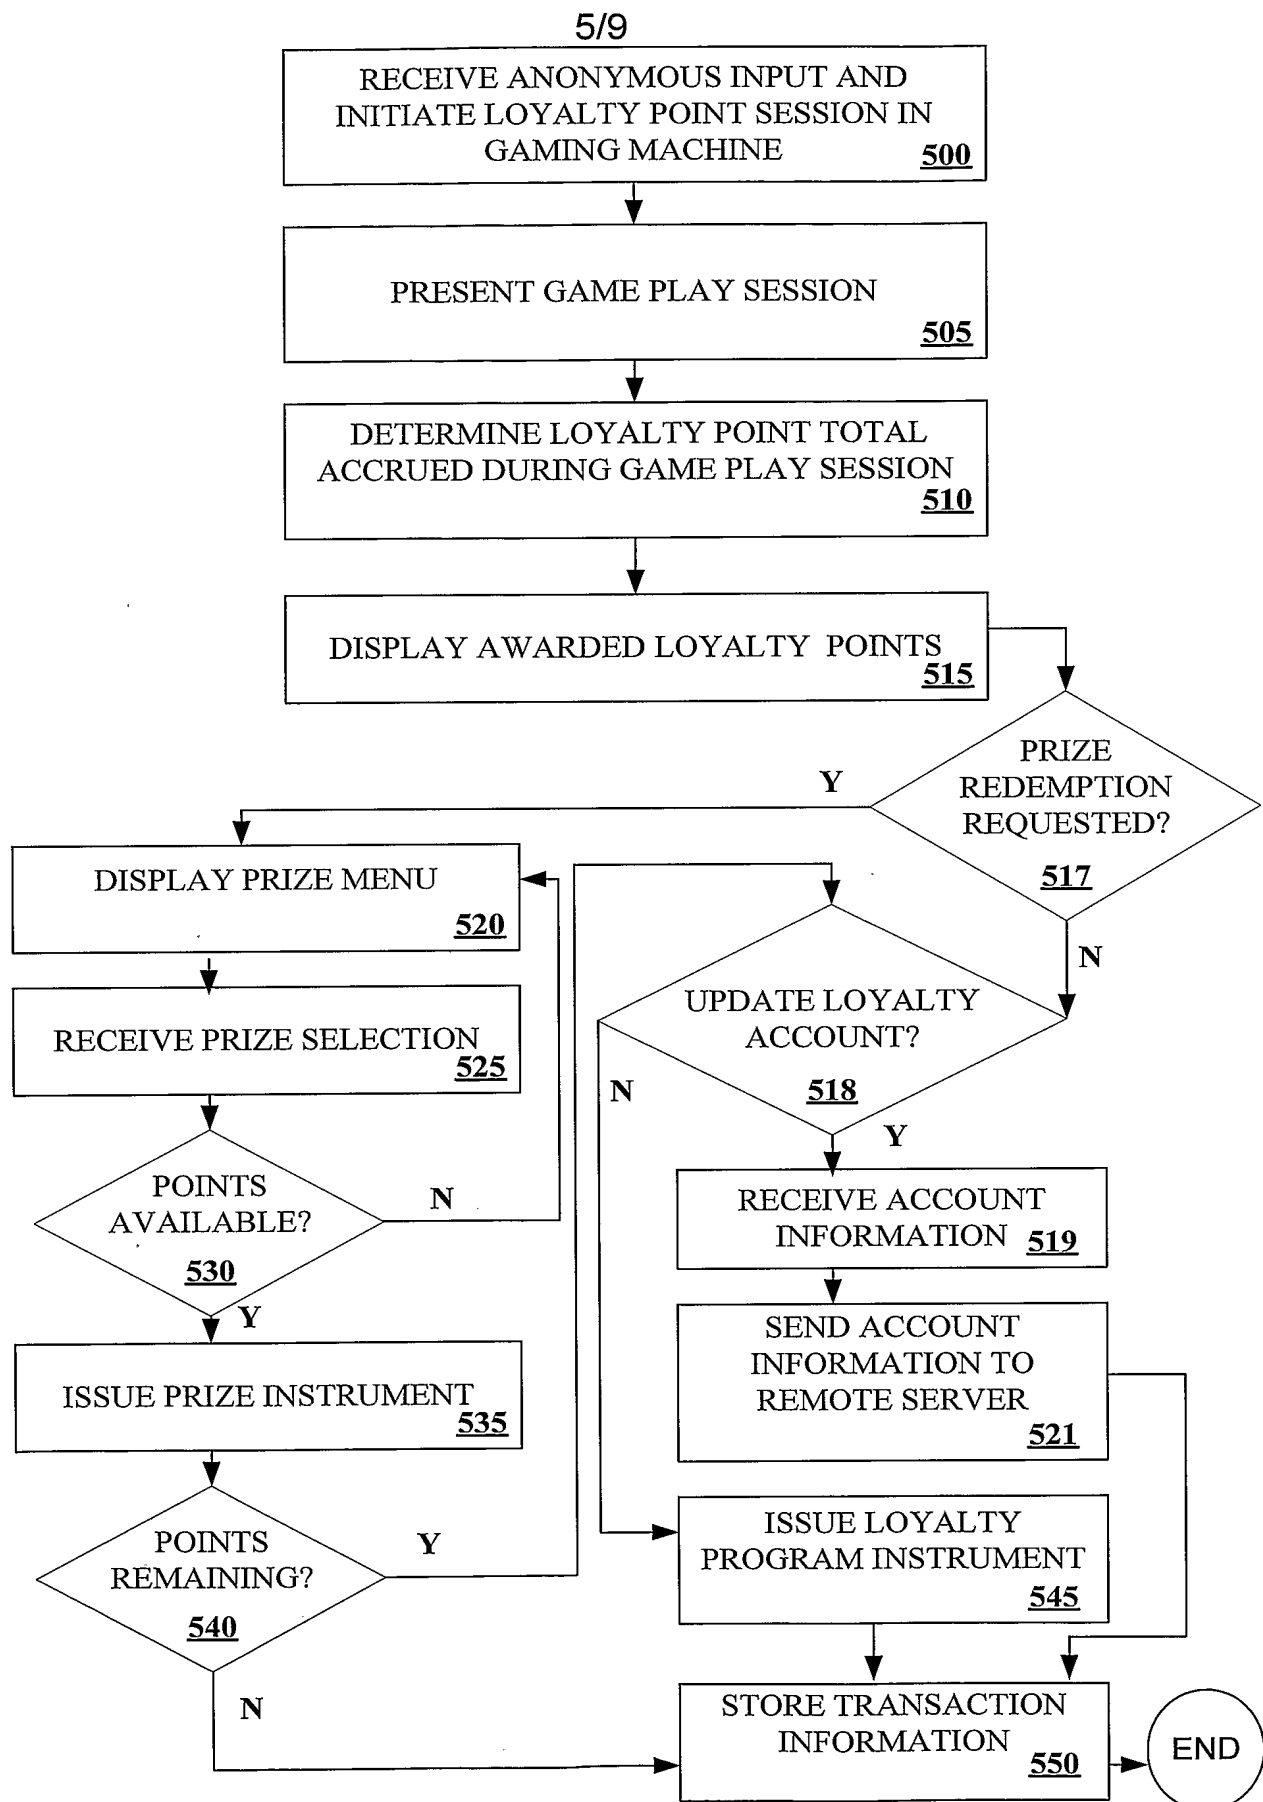 5/9
RECEIVE ANONYMOUS INPUT AND
INITIATE LOYALTY POINT SESSION IN
GAMING MACHINE
500
PRESENT GAME PLAY SESSION
505
DETERMINE LOYALTY POINT TOTAL
ACCRUED DURING GAME PLAY SESSION
510
DISPLAY AWARDED LOYALTY POINTS
515
PRIZE
REDEMPTION
REQUESTED?
517
Y
N
DISPLAY PRIZE MENU
520
RECEIVE PRIZE SELECTION
525
POINTS
AVAILABLE?
530
N
Y
ISSUE PRIZE INSTRUMENT
535
POINTS
REMAINING?
540
Y
N
UPDATE LOYALTY
ACCOUNT?
518
N
Y
RECEIVE ACCOUNT
INFORMATION
519
SEND ACCOUNT
INFORMATION TO
REMOTE SERVER
521
ISSUE LOYALTY
PROGRAM INSTRUMENT
545
STORE TRANSACTION
INFORMATION
550
END